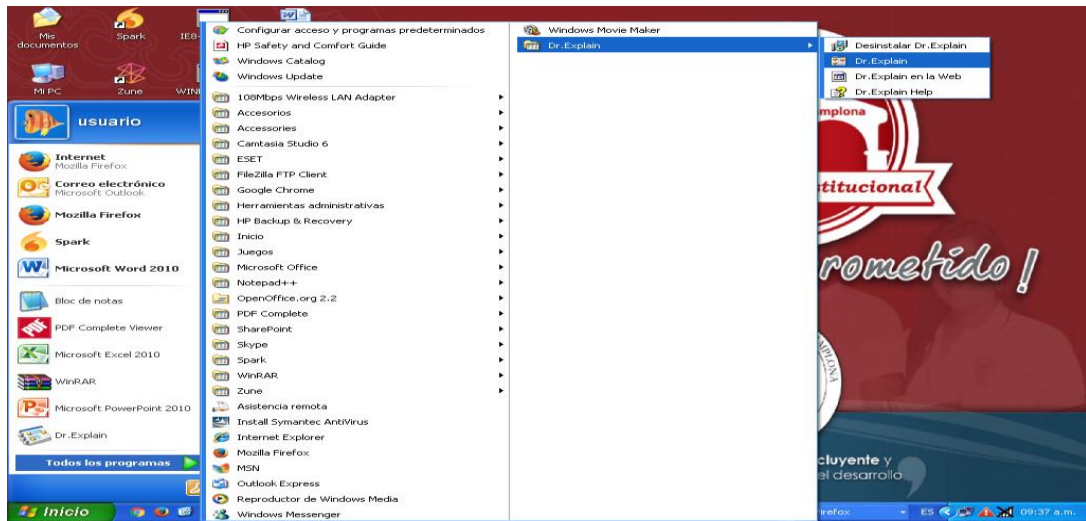 Mis documentos
Spark
IE8-
Mi PC
Zune
WIN
usuario
Internet
Mozilla Firefox
Correo electrónico
Microsoft Outlook
Mozilla Firefox
Spark
Microsoft Word 2010
Bloc de notas
PDF Complete Viewer
Microsoft Excel 2010
WinRAR
Microsoft PowerPoint 2010
Dr.Explain
Todos los programas
Inicio
Configurar acceso y programas predeterminados
HP Safety and Comfort Guide
Windows Catalog
Windows Update
108Mbps Wireless LAN Adapter
Accesorios
Accessories
Camtasia Studio 6
ESET
FileZilla FTP Client
Google Chrome
Herramientas administrativas
HP Backup & Recovery
Inicio
Juegos
Microsoft Office
Notepad++
OpenOffice.org 2.2
PDF Complete
SharePoint
Skype
Spark
WinRAR
Zune
Asistencia remota
Install Symantec AntiVirus
Internet Explorer
Mozilla Firefox
MSN
Outlook Express
Reproductor de Windows Media
Windows Messenger
Windows Movie Maker
Dr.Explain
Desinstalar Dr.Explain
Dr.Explain
Dr.Explain en la Web
Dr.Explain Help
mplona
titucional
rometido!
MPLONA
cluyente y
el desarrollo
irefox
ES
09:37 a.m.